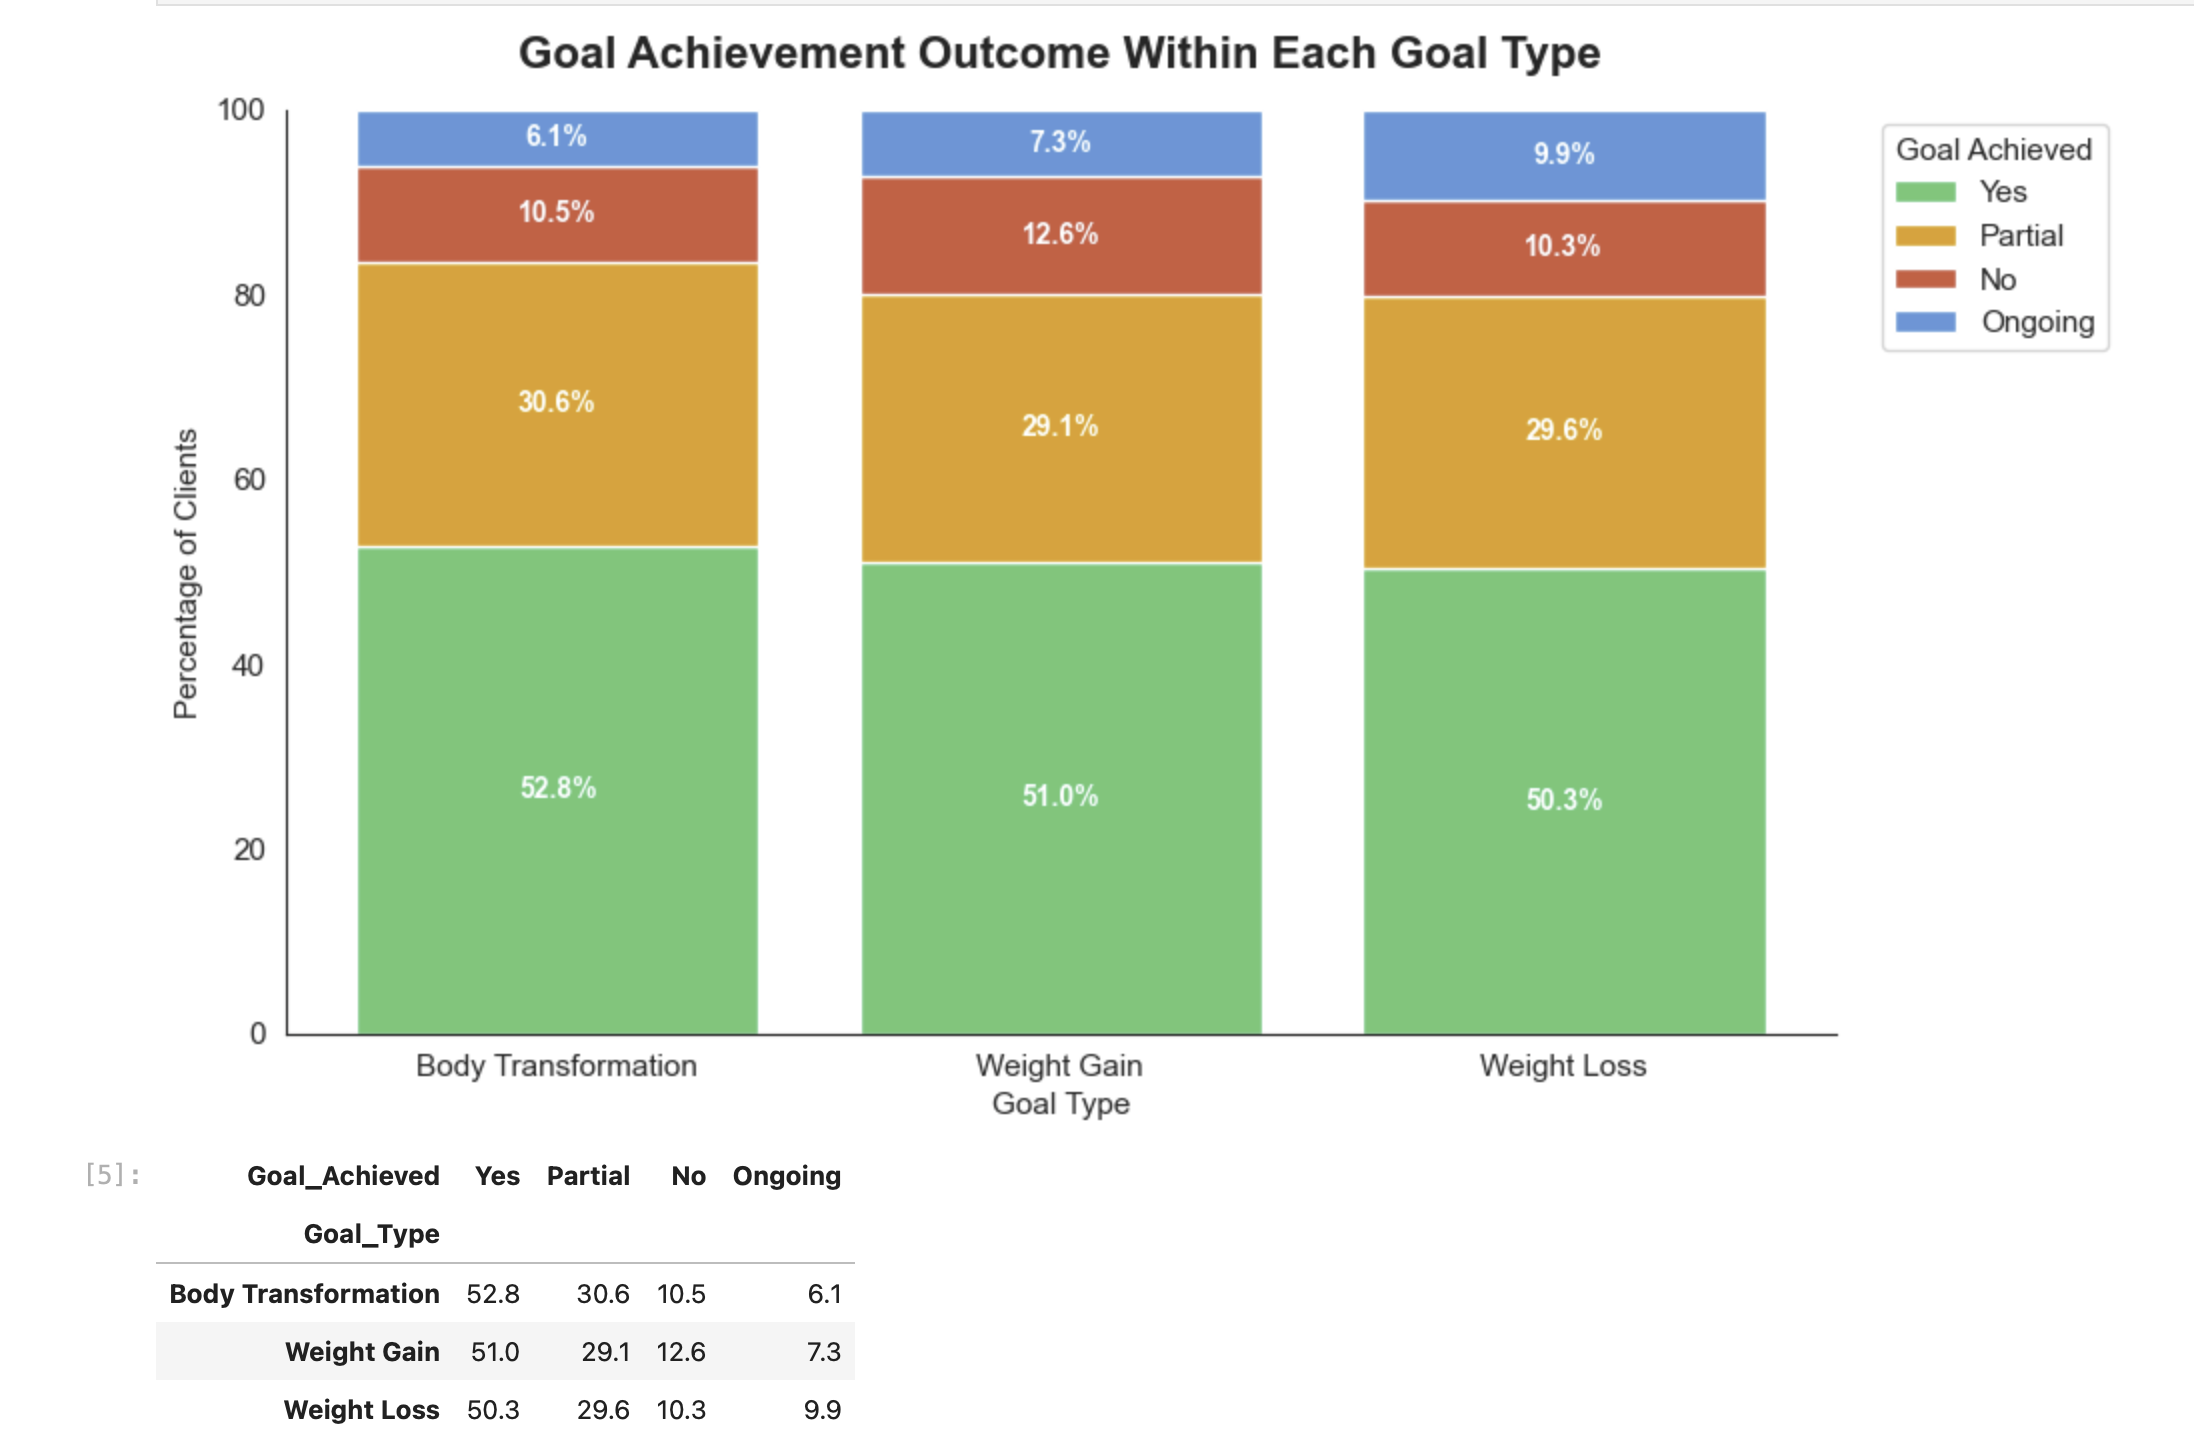 Goal Achievement Outcome Within Each Goal Type
100
80
60
40
20
0
Percentage of Clients
6.1%
10.5%
30.6%
52.8%
7.3%
12.6%
29.1%
51.0%
9.9%
10.3%
29.6%
50.3%
Goal Achieved
Yes
Partial
No
Ongoing
Body Transformation Weight Gain Weight Loss
Goal Type
[5]:
Goal_Achieved Yes Partial No Ongoing
Goal_Type
Body Transformation 52.8 30.6 10.5 6.1
Weight Gain 51.0 29.1 12.6 7.3
Weight Loss 50.3 29.6 10.3 9.9